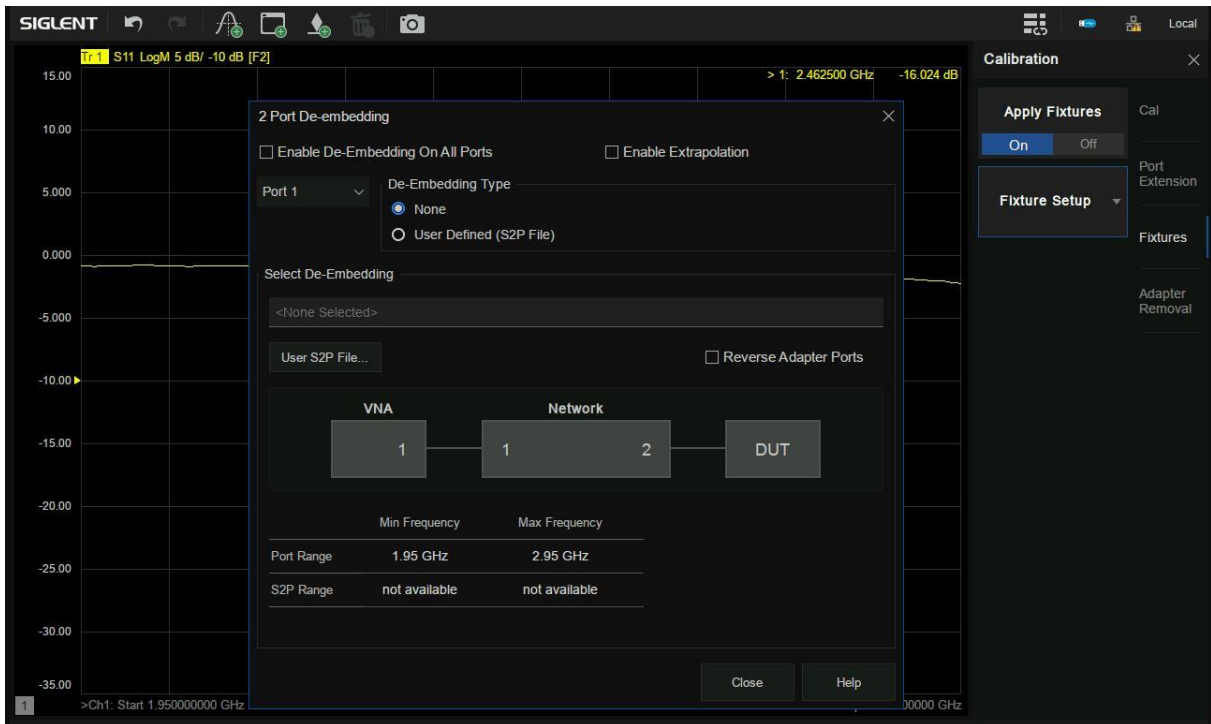 SIGLENT
Local
Tr 1 S11 LogM 5 dB/ -10 dB [F2]
> 1: 2.462500 GHz -16.024 dB
15.00
10.00
5.000
0.000
-5.000
-10.00
-15.00
-20.00
-25.00
-30.00
-35.00
1
>Ch1: Start 1.950000000 GHz
00000 GHz
2 Port De-embedding
Enable De-Embedding On All Ports
Enable Extrapolation
Port 1
De-Embedding Type
None
User Defined (S2P File)
Select De-Embedding
<None Selected>
User S2P File...
Reverse Adapter Ports
VNA Network
1 1 2 DUT
Min Frequency Max Frequency
Port Range 1.95 GHz 2.95 GHz
S2P Range not available not available
Close Help
Calibration
Apply Fixtures
On Off
Fixture Setup
Cal
Port
Extension
Fixtures
Adapter
Removal